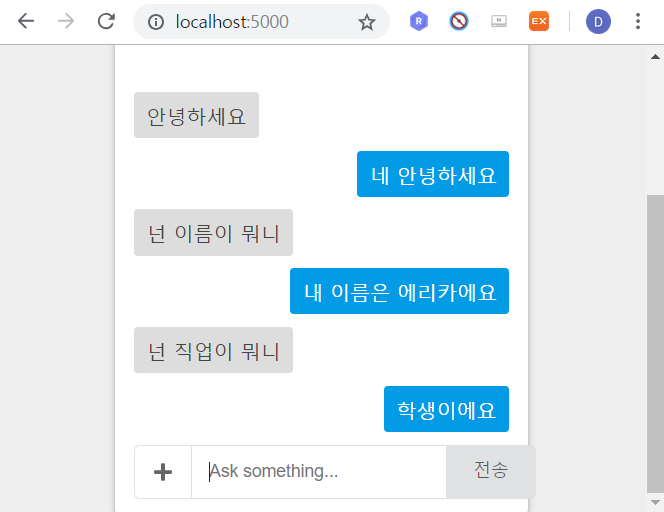 localhost:5000
R
EX
D
안녕하세요
네 안녕하세요
넌 이름이 뭐니
내 이름은 에리카에요
넌 직업이 뭐니
학생이에요
Ask something...
전송